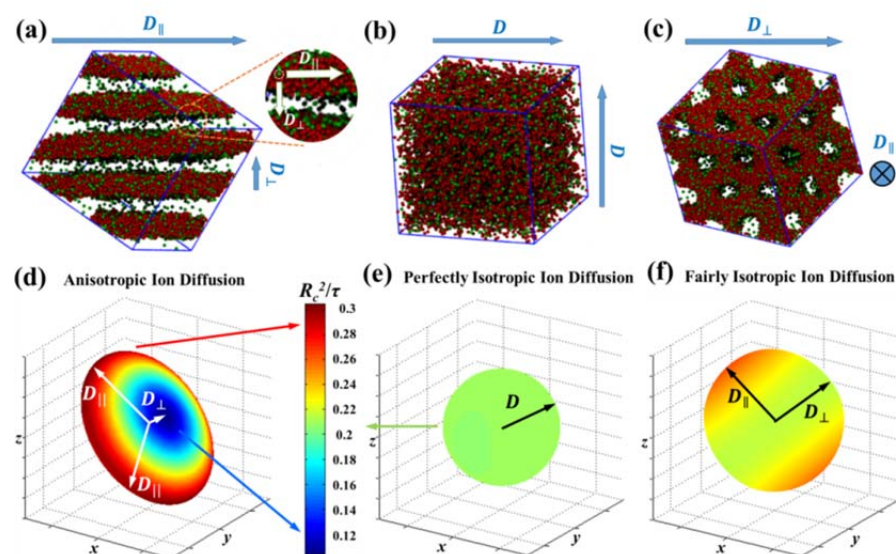 (a) D∥
D∥
D⊥
D⊥
(b) D
D
(c) D⊥
D∥
(d) Anisotropic Ion Diffusion
R_c²/τ
0.3
0.28
0.26
0.24
0.22
0.2
0.18
0.16
0.14
0.12
D∥
D⊥
D∥
z
x
y
(e) Perfectly Isotropic Ion Diffusion
D
x
y
(f) Fairly Isotropic Ion Diffusion
D∥
D⊥
x
y